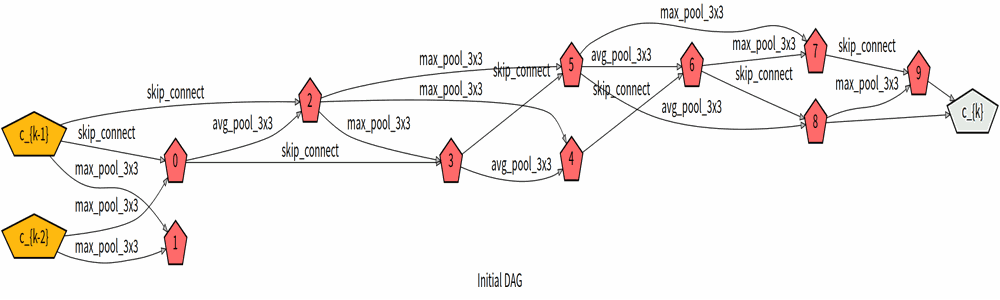 max_pool_3x3
skip_connect
avg_pool_3x3
max_pool_3x3
7
skip_connect
max_pool_3x3
5
6
skip_connect
9
2
skip_connect
max_pool_3x3
skip_connect
max_pool_3x3
c_{k-1}
skip_connect
avg_pool_3x3
max_pool_3x3
avg_pool_3x3
8
c_{k}
0
skip_connect
3
avg_pool_3x3
4
max_pool_3x3
max_pool_3x3
c_{k-2}
max_pool_3x3
1
Initial DAG